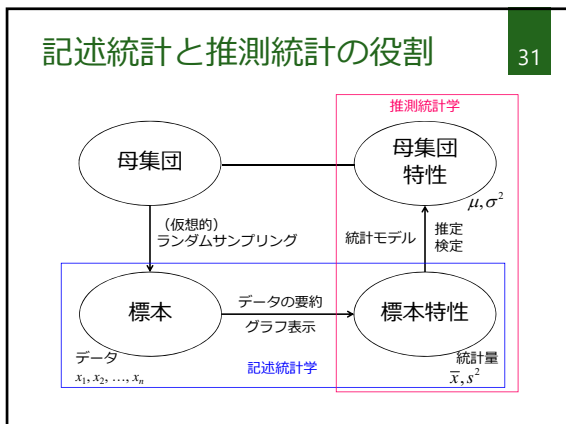 記述統計と推測統計の役割
31
推測統計学
母集団
母集団
特性
μ, σ²
（仮想的）
ランダムサンプリング
統計モデル
推定
検定
標本
データの要約
グラフ表示
標本特性
データ
x₁, x₂, …, xₙ
記述統計学
統計量
x̄, s²